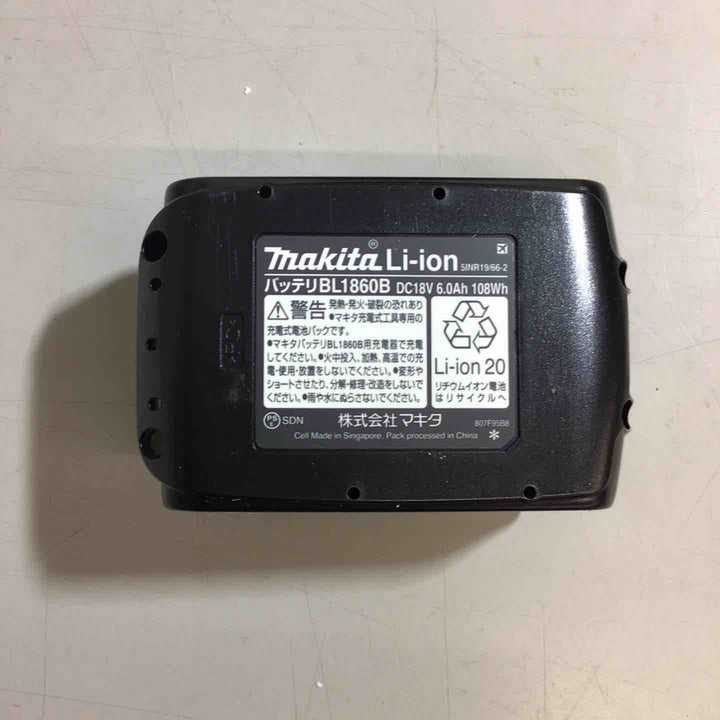 makita® Li-ion 5INR19/66-2
バッテリBL1860B DC18V 6.0Ah 108Wh
警告 発熱・発火・破裂の恐れあり
●マキタ充電式工具専用の
充電式電池パックです。
●マキタバッテリBL1860B用充電器で充電
してください。●火中投入、加熱、高温での充
電・使用・放置をしないでください。●変形や
ショートさせたり、分解・修理・改造をしないで
ください。●雨や水にぬらさないでください。
Li-ion 20
リチウムイオン電池
はリサイクルへ
PSE SDN 株式会社マキタ 807F95B8
Cell Made in Singapore, Pack processed in China *